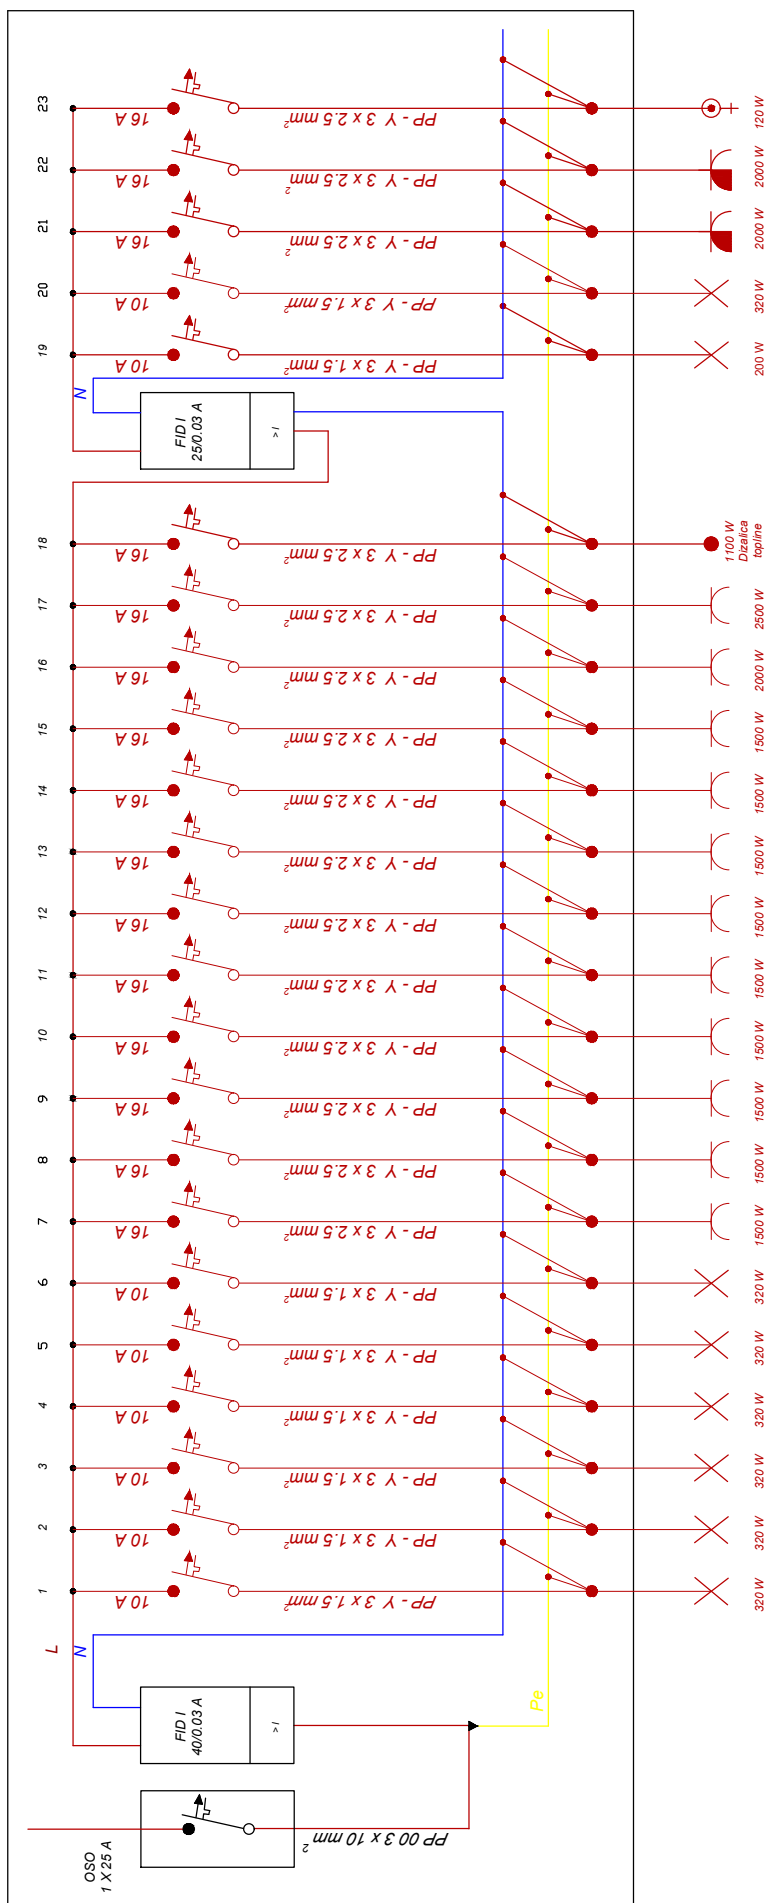 OSO
1 X 25 A
PP 00 3 x 10 mm²
FID I
40/0.03 A
> I
L
N
Pe
1
10 A
PP - Y 3 x 1.5 mm²
320 W
2
10 A
PP - Y 3 x 1.5 mm²
320 W
3
10 A
PP - Y 3 x 1.5 mm²
320 W
4
10 A
PP - Y 3 x 1.5 mm²
320 W
5
10 A
PP - Y 3 x 1.5 mm²
320 W
6
10 A
PP - Y 3 x 1.5 mm²
320 W
7
16 A
PP - Y 3 x 2.5 mm²
1500 W
8
16 A
PP - Y 3 x 2.5 mm²
1500 W
9
16 A
PP - Y 3 x 2.5 mm²
1500 W
10
16 A
PP - Y 3 x 2.5 mm²
1500 W
11
16 A
PP - Y 3 x 2.5 mm²
1500 W
12
16 A
PP - Y 3 x 2.5 mm²
1500 W
13
16 A
PP - Y 3 x 2.5 mm²
1500 W
14
16 A
PP - Y 3 x 2.5 mm²
1500 W
15
16 A
PP - Y 3 x 2.5 mm²
1500 W
16
16 A
PP - Y 3 x 2.5 mm²
2000 W
17
16 A
PP - Y 3 x 2.5 mm²
2500 W
18
16 A
PP - Y 3 x 2.5 mm²
1100 W
Dizalica
topline
FID I
25/0.03 A
> I
N
19
10 A
PP - Y 3 x 1.5 mm²
200 W
20
10 A
PP - Y 3 x 1.5 mm²
320 W
21
16 A
PP - Y 3 x 2.5 mm²
2000 W
22
16 A
PP - Y 3 x 2.5 mm²
2000 W
23
16 A
PP - Y 3 x 2.5 mm²
120 W